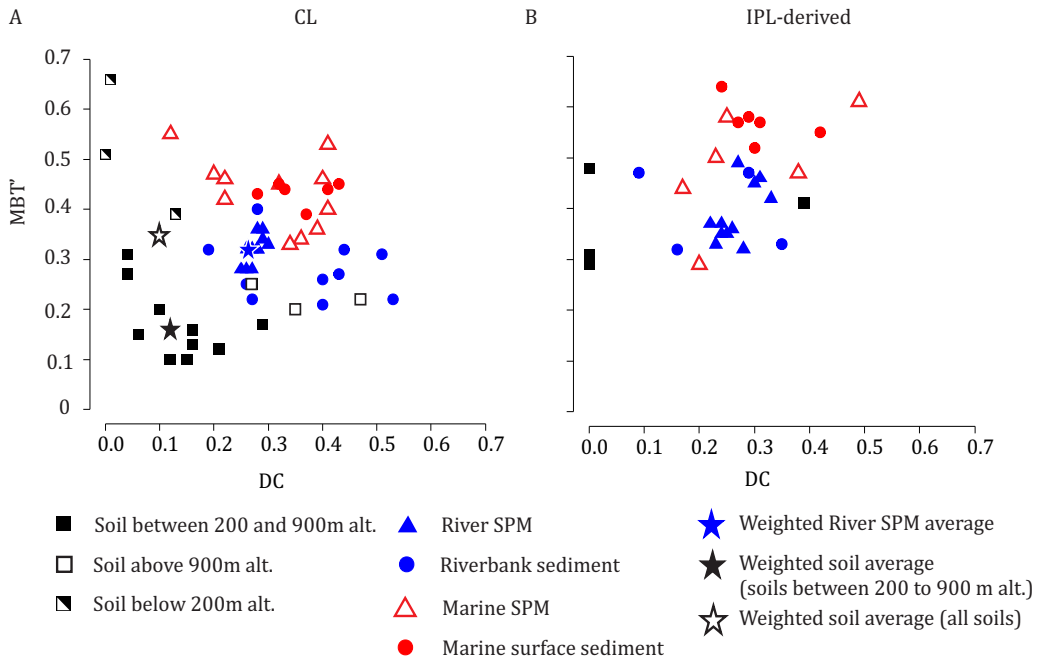 A
CL
B
IPL-derived
MBT'
0.7
0.6
0.5
0.4
0.3
0.2
0.1
0
0.0 0.1 0.2 0.3 0.4 0.5 0.6 0.7
DC
0.0 0.1 0.2 0.3 0.4 0.5 0.6 0.7
DC
Soil between 200 and 900m alt.
Soil above 900m alt.
Soil below 200m alt.
River SPM
Riverbank sediment
Marine SPM
Marine surface sediment
Weighted River SPM average
Weighted soil average
(soils between 200 to 900 m alt.)
Weighted soil average (all soils)